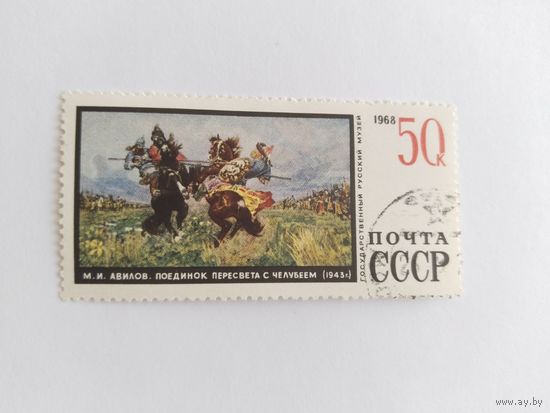 1968
50к
ПОЧТА
СССР
ГОСУДАРСТВЕННЫЙ РУССКИЙ МУЗЕЙ
М. И. АВИЛОВ. ПОЕДИНОК ПЕРЕСВЕТА С ЧЕЛУБЕЕМ (1943г.)
www.ay.by